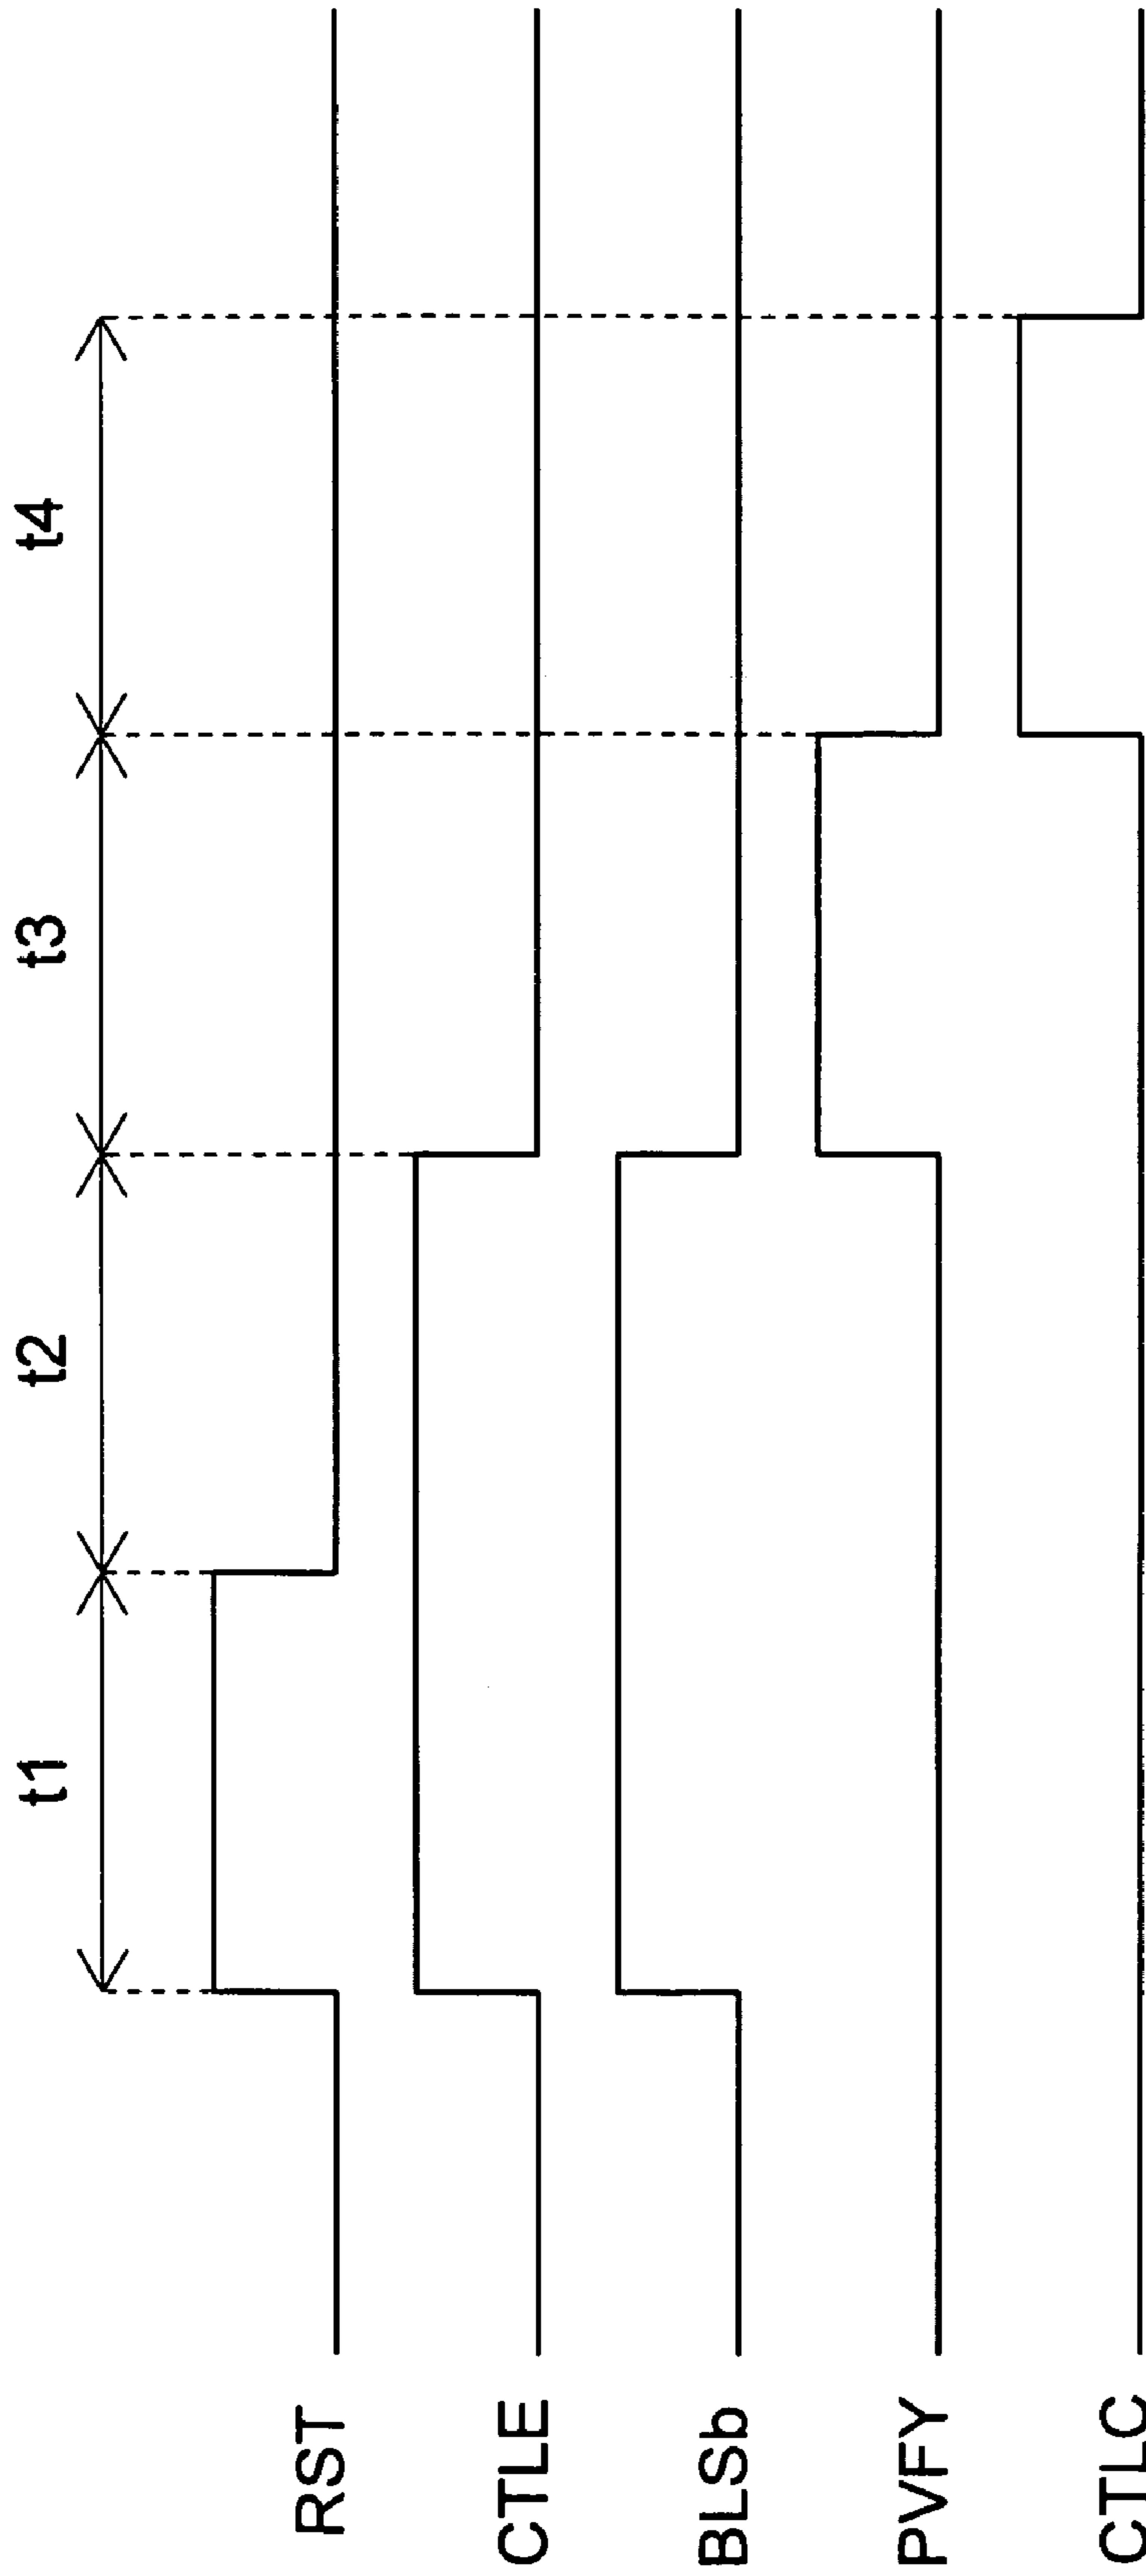 t1 t2 t3 t4
RST
CTLE
BLSb
PVFY
CTLC